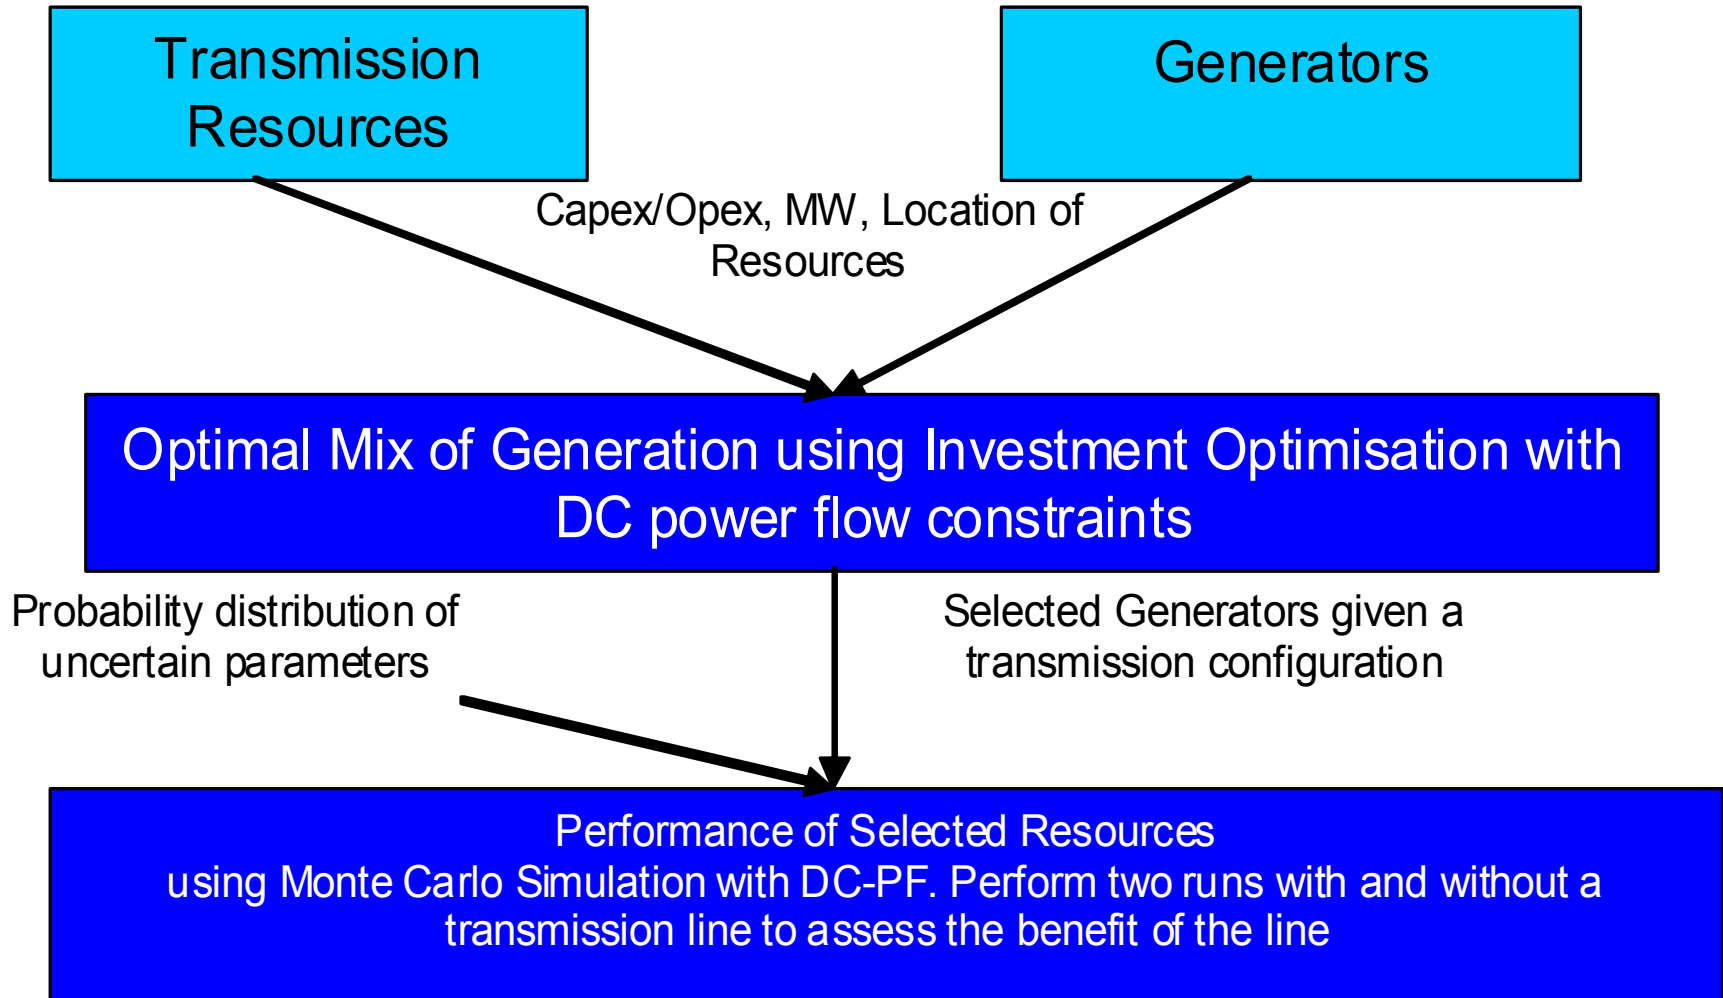 Transmission
Resources
Generators
Capex/Opex, MW, Location of
Resources
Optimal Mix of Generation using Investment Optimisation with
DC power flow constraints
Probability distribution of
uncertain parameters
Selected Generators given a
transmission configuration
Performance of Selected Resources
using Monte Carlo Simulation with DC-PF. Perform two runs with and without a
transmission line to assess the benefit of the line